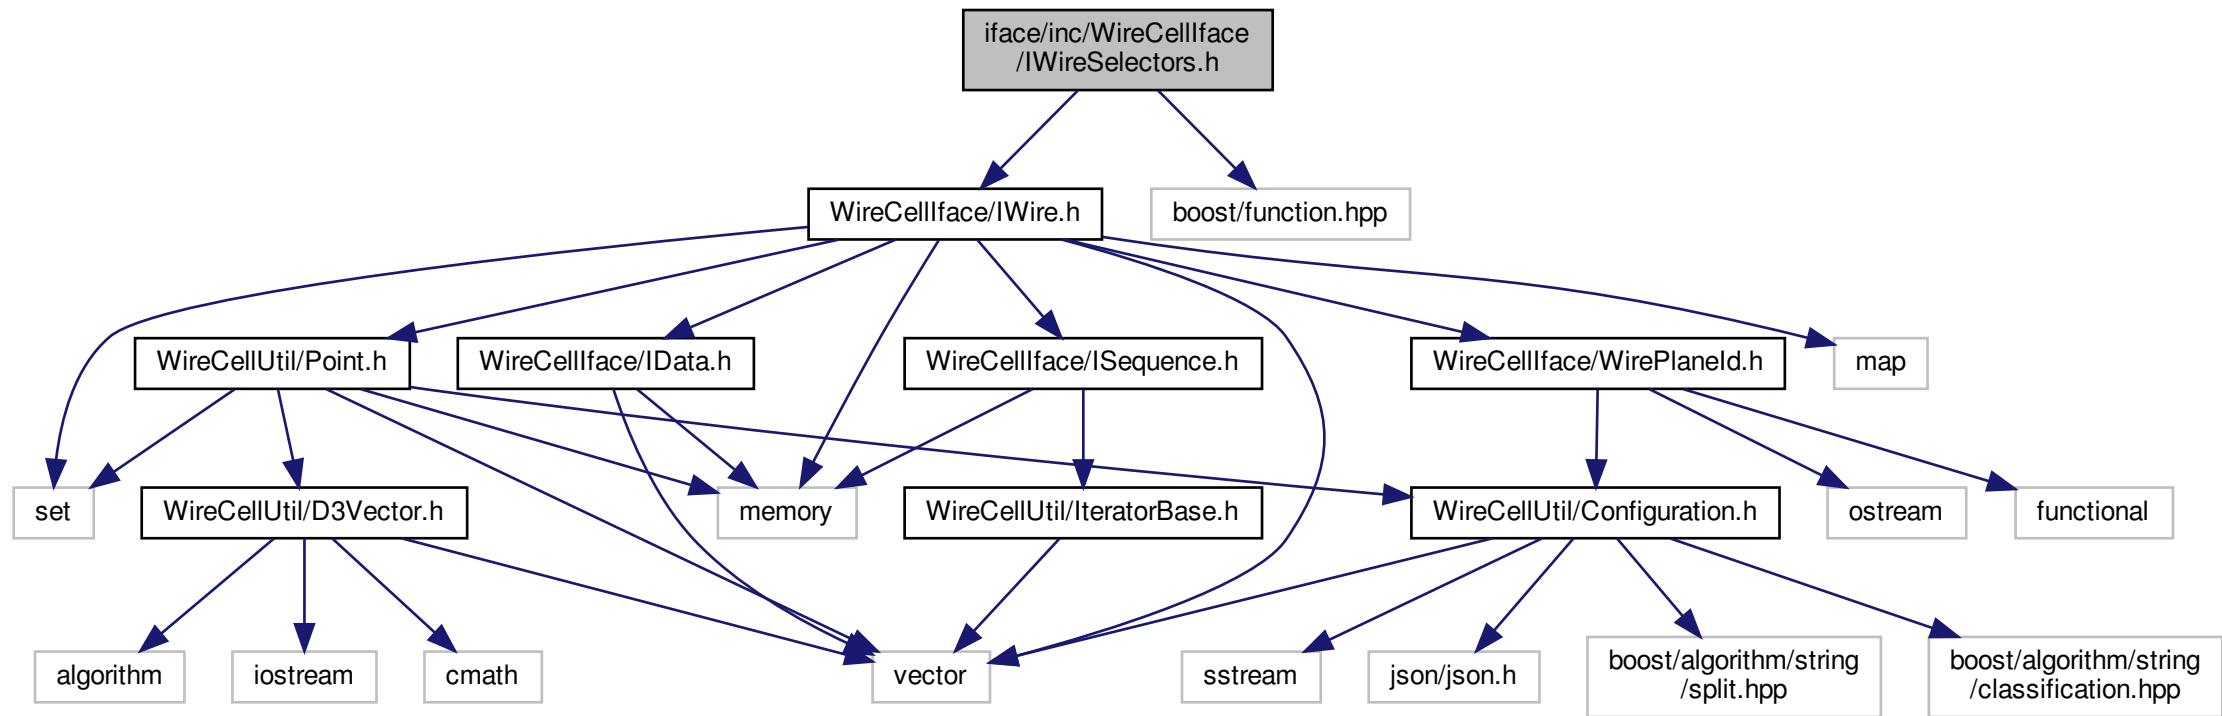 iface/inc/WireCellIface
/IWireSelectors.h
WireCellIface/IWire.h
boost/function.hpp
WireCellUtil/Point.h
WireCellIface/IData.h
WireCellIface/ISequence.h
WireCellIface/WirePlaneId.h
map
set
WireCellUtil/D3Vector.h
memory
WireCellUtil/IteratorBase.h
WireCellUtil/Configuration.h
ostream
functional
algorithm
iostream
cmath
vector
sstream
json/json.h
boost/algorithm/string
/split.hpp
boost/algorithm/string
/classification.hpp